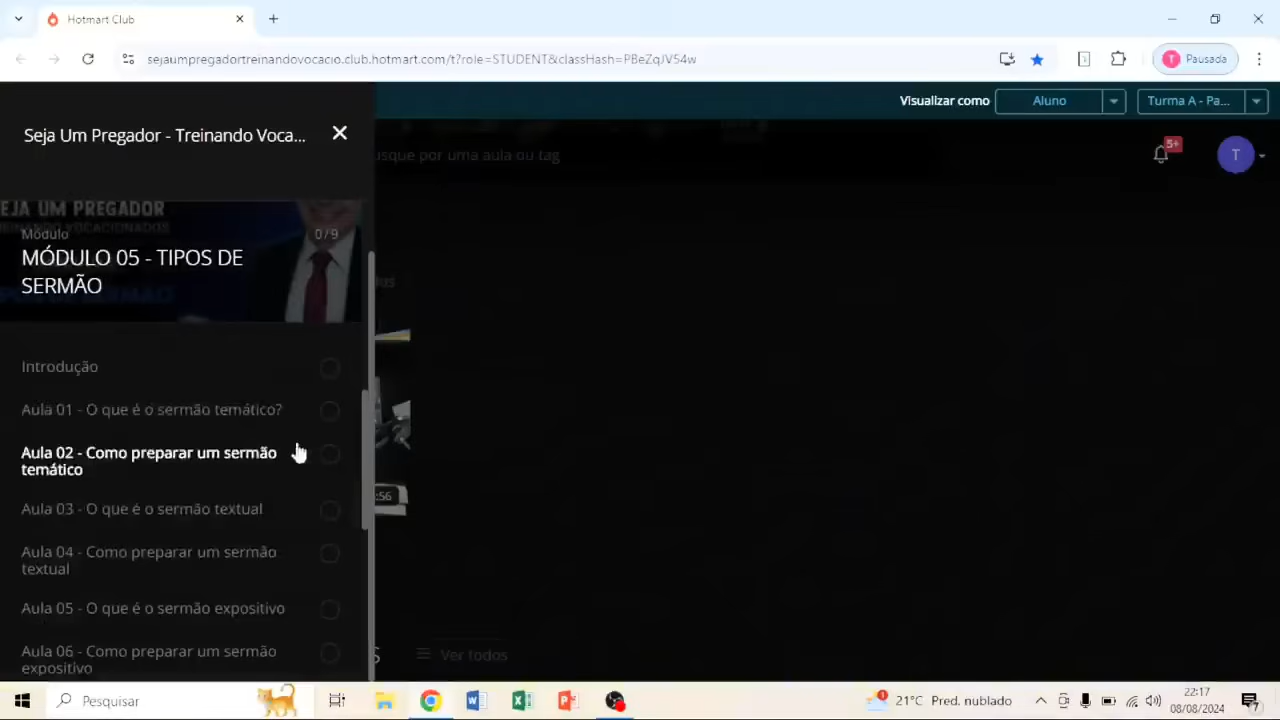 Hotmart Club
sejaumpregadortreinandovocacio.club.hotmart.com/t?role=STUDENT&classHash=PBeZqJV54w
Pausada
Visualizar como
Aluno
Turma A - Pa...
Seja Um Pregador - Treinando Voca...
usque por uma aula ou tag
5+
T
EJA UM PREGADOR
REINANDO VOCACIONADOS
Módulo
0/9
MÓDULO 05 - TIPOS DE
SERMÃO
Introdução
Aula 01 - O que é o sermão temático?
Aula 02 - Como preparar um sermão
temático
Aula 03 - O que é o sermão textual
Aula 04 - Como preparar um sermão
textual
:56
Aula 05 - O que é o sermão expositivo
Aula 06 - Como preparar um sermão
expositivo
Ver todos
Pesquisar
21°C Pred. nublado
22:17
08/08/2024